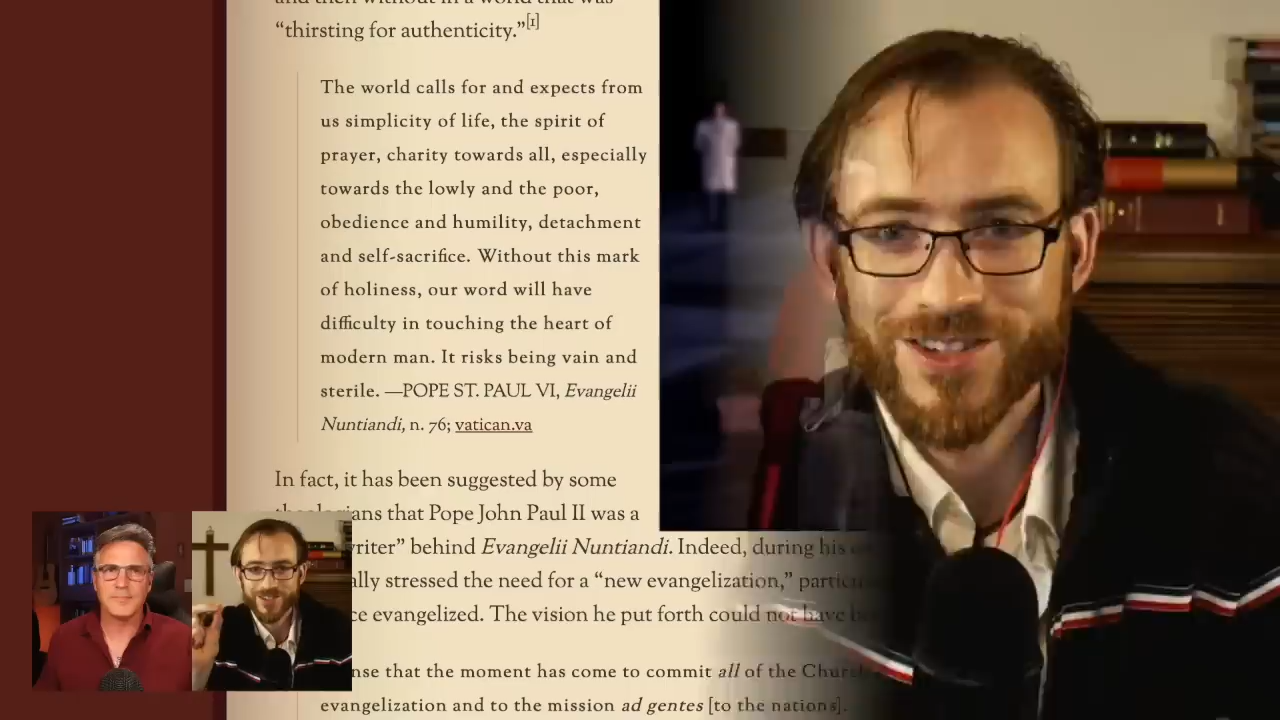 “thirsting for authenticity.”[1]
The world calls for and expects from
us simplicity of life, the spirit of
prayer, charity towards all, especially
towards the lowly and the poor,
obedience and humility, detachment
and self-sacrifice. Without this mark
of holiness, our word will have
difficulty in touching the heart of
modern man. It risks being vain and
sterile. —POPE ST. PAUL VI, Evangelii
Nuntiandi, n. 76; vatican.va
In fact, it has been suggested by some
that Pope John Paul II was a
behind Evangelii Nuntiandi. Indeed, during his
stressed the need for a “new evangelization,”
evangelized. The vision he put forth could not have
that the moment has come to commit all of the
evangelization and to the mission ad gentes [to the nations].